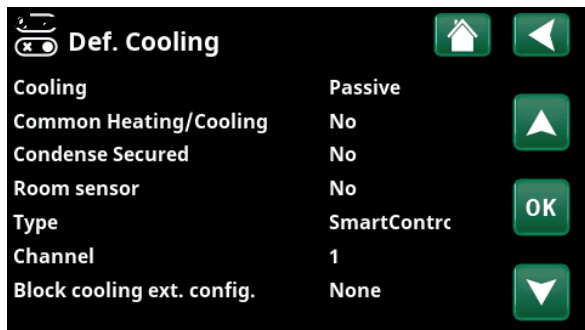 Def. Cooling
Cooling Passive
Common Heating/Cooling No
Condense Secured No
Room sensor No
Type SmartContrc
OK
Channel 1
Block cooling ext. config. None